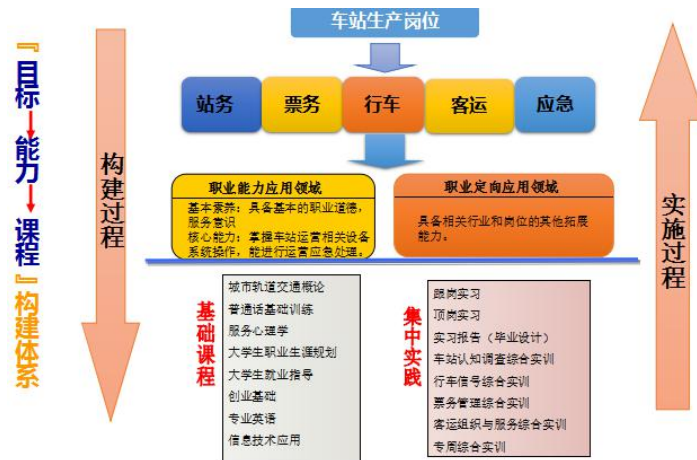 车站生产岗位
站务
票务
行车
客运
应急
『目标→能力→课程』构建体系
构建过程
实施过程
职业能力应用领域
基本素养：具备基本的职业道德，
服务意识
核心能力：掌握车站运营相关设备
系统操作，能进行运营应急处理。
职业定向应用领域
具备相关行业和岗位的其他拓展
能力。
基础课程
城市轨道交通概论
普通话基础训练
服务心理学
大学生职业生涯规划
大学生就业指导
创业基础
专业英语
信息技术应用
集中实践
跟岗实习
顶岗实习
实习报告（毕业设计）
车站认知调查综合实训
行车信号综合实训
票务管理综合实训
客运组织与服务综合实训
专周综合实训